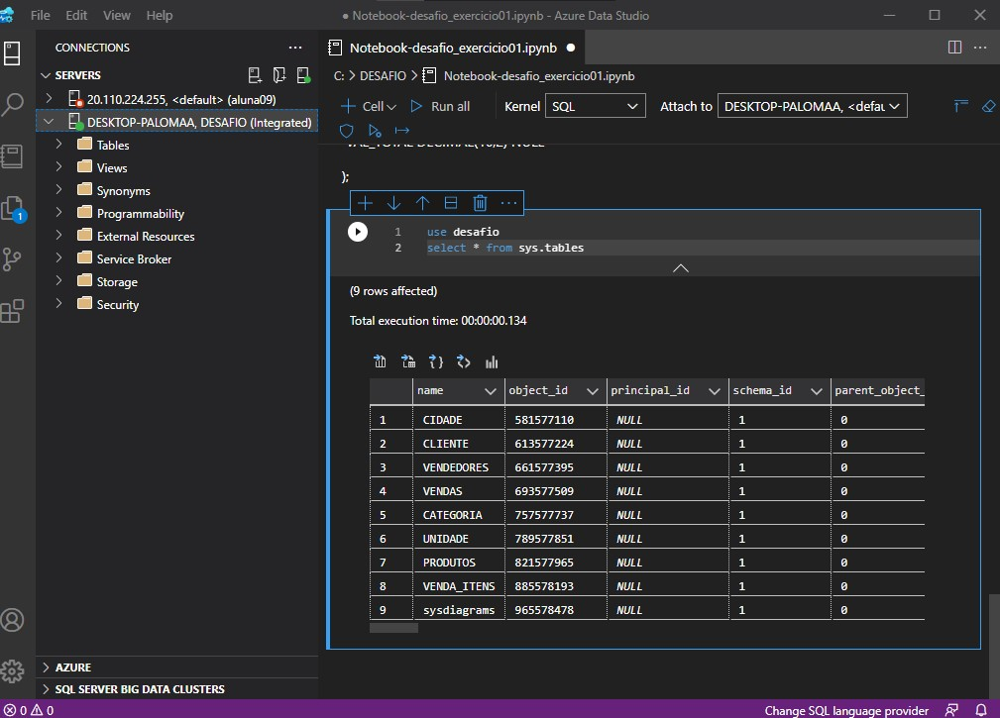 File Edit View Help
● Notebook-desafio_exercicio01.ipynb - Azure Data Studio
CONNECTIONS
SERVERS
20.110.224.255, <default> (aluna09)
DESKTOP-PALOMAA, DESAFIO (Integrated)
Tables
Views
Synonyms
Programmability
External Resources
Service Broker
Storage
Security
AZURE
SQL SERVER BIG DATA CLUSTERS
1
Notebook-desafio_exercicio01.ipynb ●
C: > DESAFIO > Notebook-desafio_exercicio01.ipynb
Cell Run all Kernel SQL Attach to DESKTOP-PALOMAA, <defau
);
1 use desafio
2 select * from sys.tables
(9 rows affected)
Total execution time: 00:00:00.134
name object_id principal_id schema_id parent_object_
1 CIDADE 581577110 NULL 1 0
2 CLIENTE 613577224 NULL 1 0
3 VENDEDORES 661577395 NULL 1 0
4 VENDAS 693577509 NULL 1 0
5 CATEGORIA 757577737 NULL 1 0
6 UNIDADE 789577851 NULL 1 0
7 PRODUTOS 821577965 NULL 1 0
8 VENDA_ITENS 885578193 NULL 1 0
9 sysdiagrams 965578478 NULL 1 0
0 0
Change SQL language provider